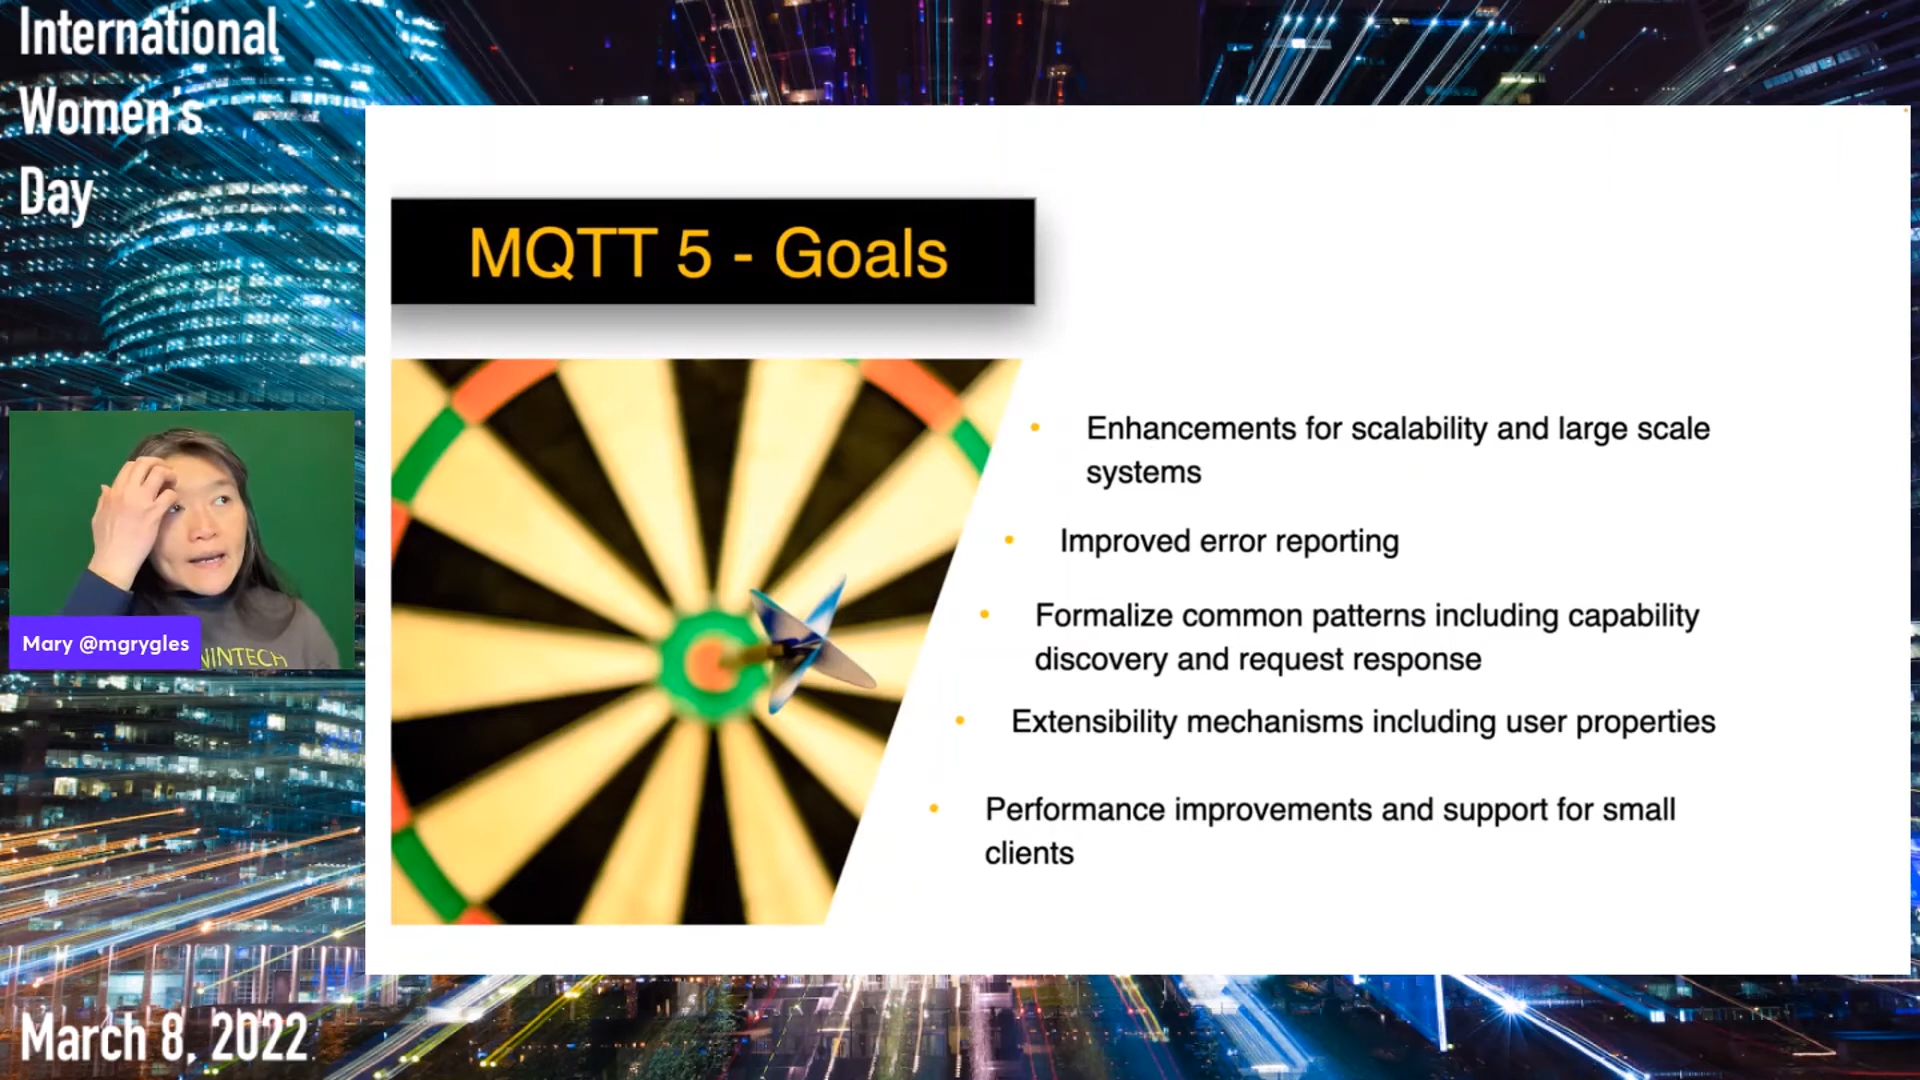 International
Women's
Day
MQTT 5 - Goals
• Enhancements for scalability and large scale
systems
• Improved error reporting
• Formalize common patterns including capability
discovery and request response
• Extensibility mechanisms including user properties
• Performance improvements and support for small
clients
Mary @mgrygles
March 8, 2022